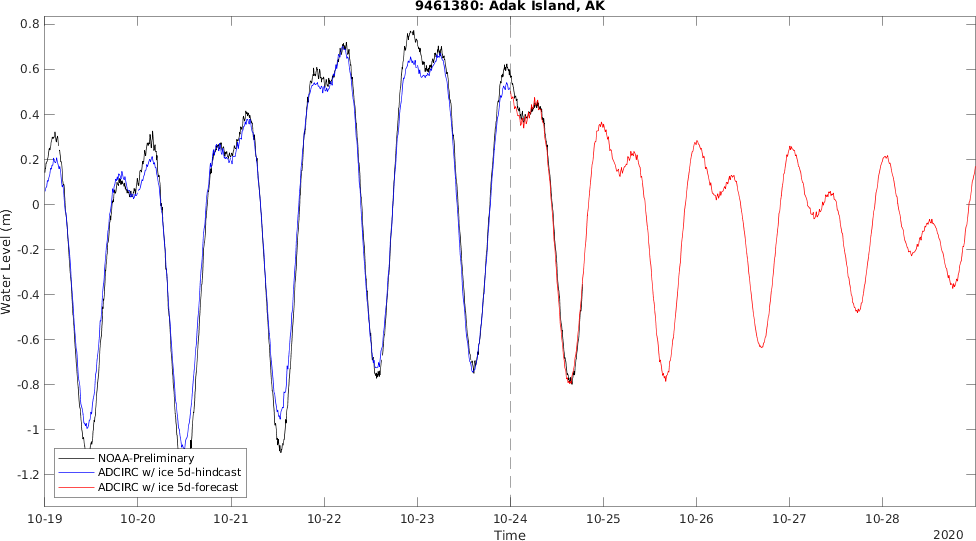 9461380: Adak Island, AK
0.8
0.6
0.4
0.2
0
-0.2
-0.4
-0.6
-0.8
-1
-1.2
Water Level (m)
NOAA-Preliminary
ADCIRC w/ ice 5d-hindcast
ADCIRC w/ ice 5d-forecast
10-19 10-20 10-21 10-22 10-23 10-24 10-25 10-26 10-27 10-28
Time
2020